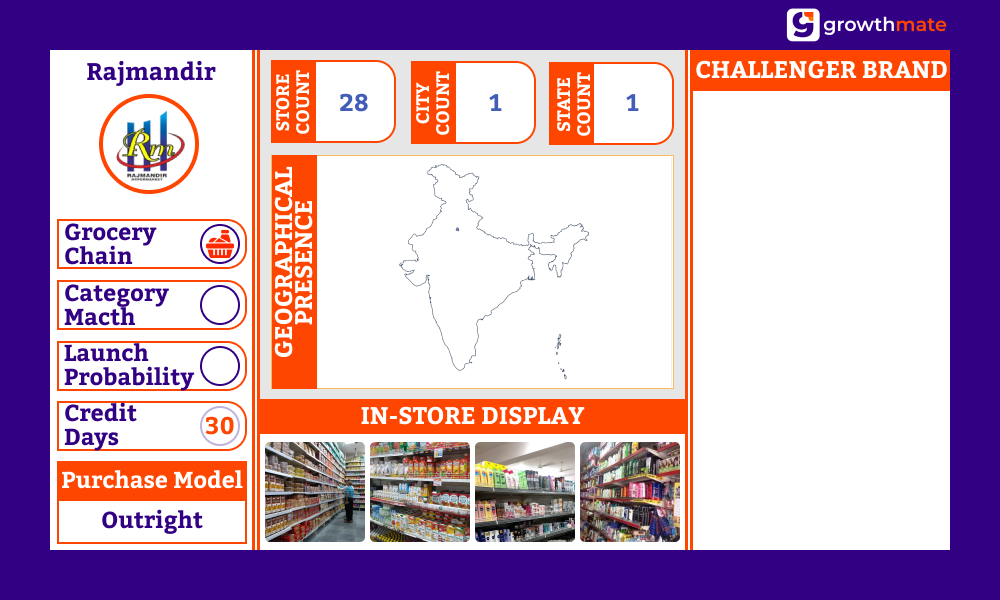 growthmate
Rajmandir
Rm
RAJMANDIR
HYPERMARKET
Grocery
Chain
Category
Macth
Launch
Probability
Credit
Days
30
Purchase Model
Outright
STORE
COUNT
28
CITY
COUNT
1
STATE
COUNT
1
GEOGRAPHICAL
PRESENCE
IN-STORE DISPLAY
CHALLENGER BRAND